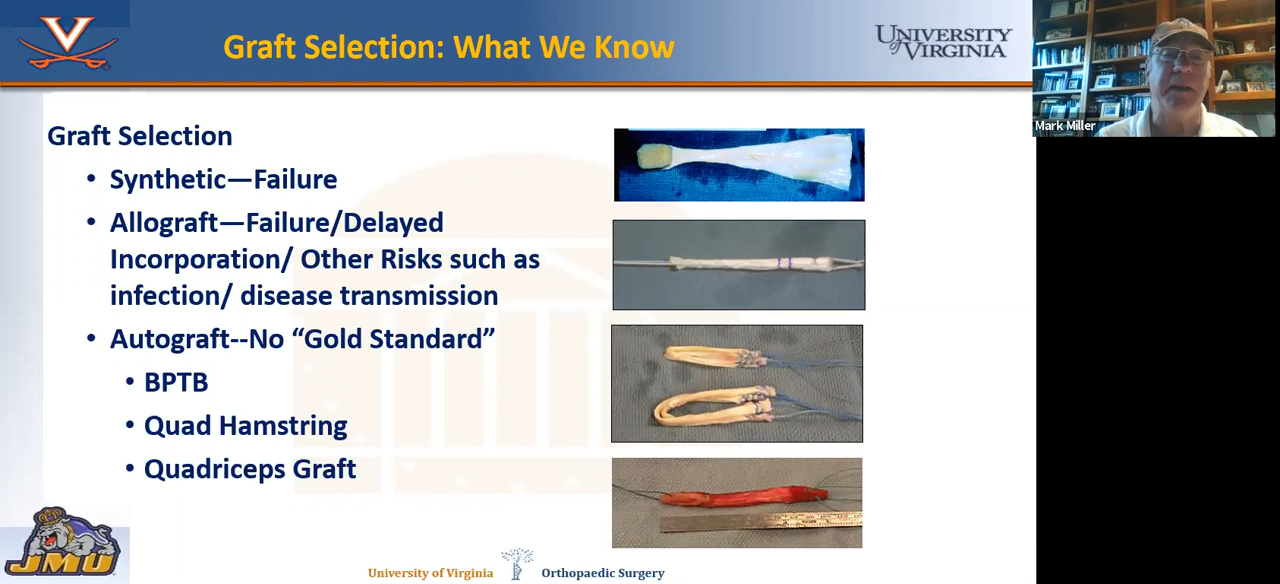 Graft Selection: What We Know
UNIVERSITY
of VIRGINIA
Mark Miller
Graft Selection
• Synthetic—Failure
• Allograft—Failure/Delayed
Incorporation/ Other Risks such as
infection/ disease transmission
• Autograft--No “Gold Standard”
• BPTB
• Quad Hamstring
• Quadriceps Graft
JMU
University of Virginia Orthopaedic Surgery